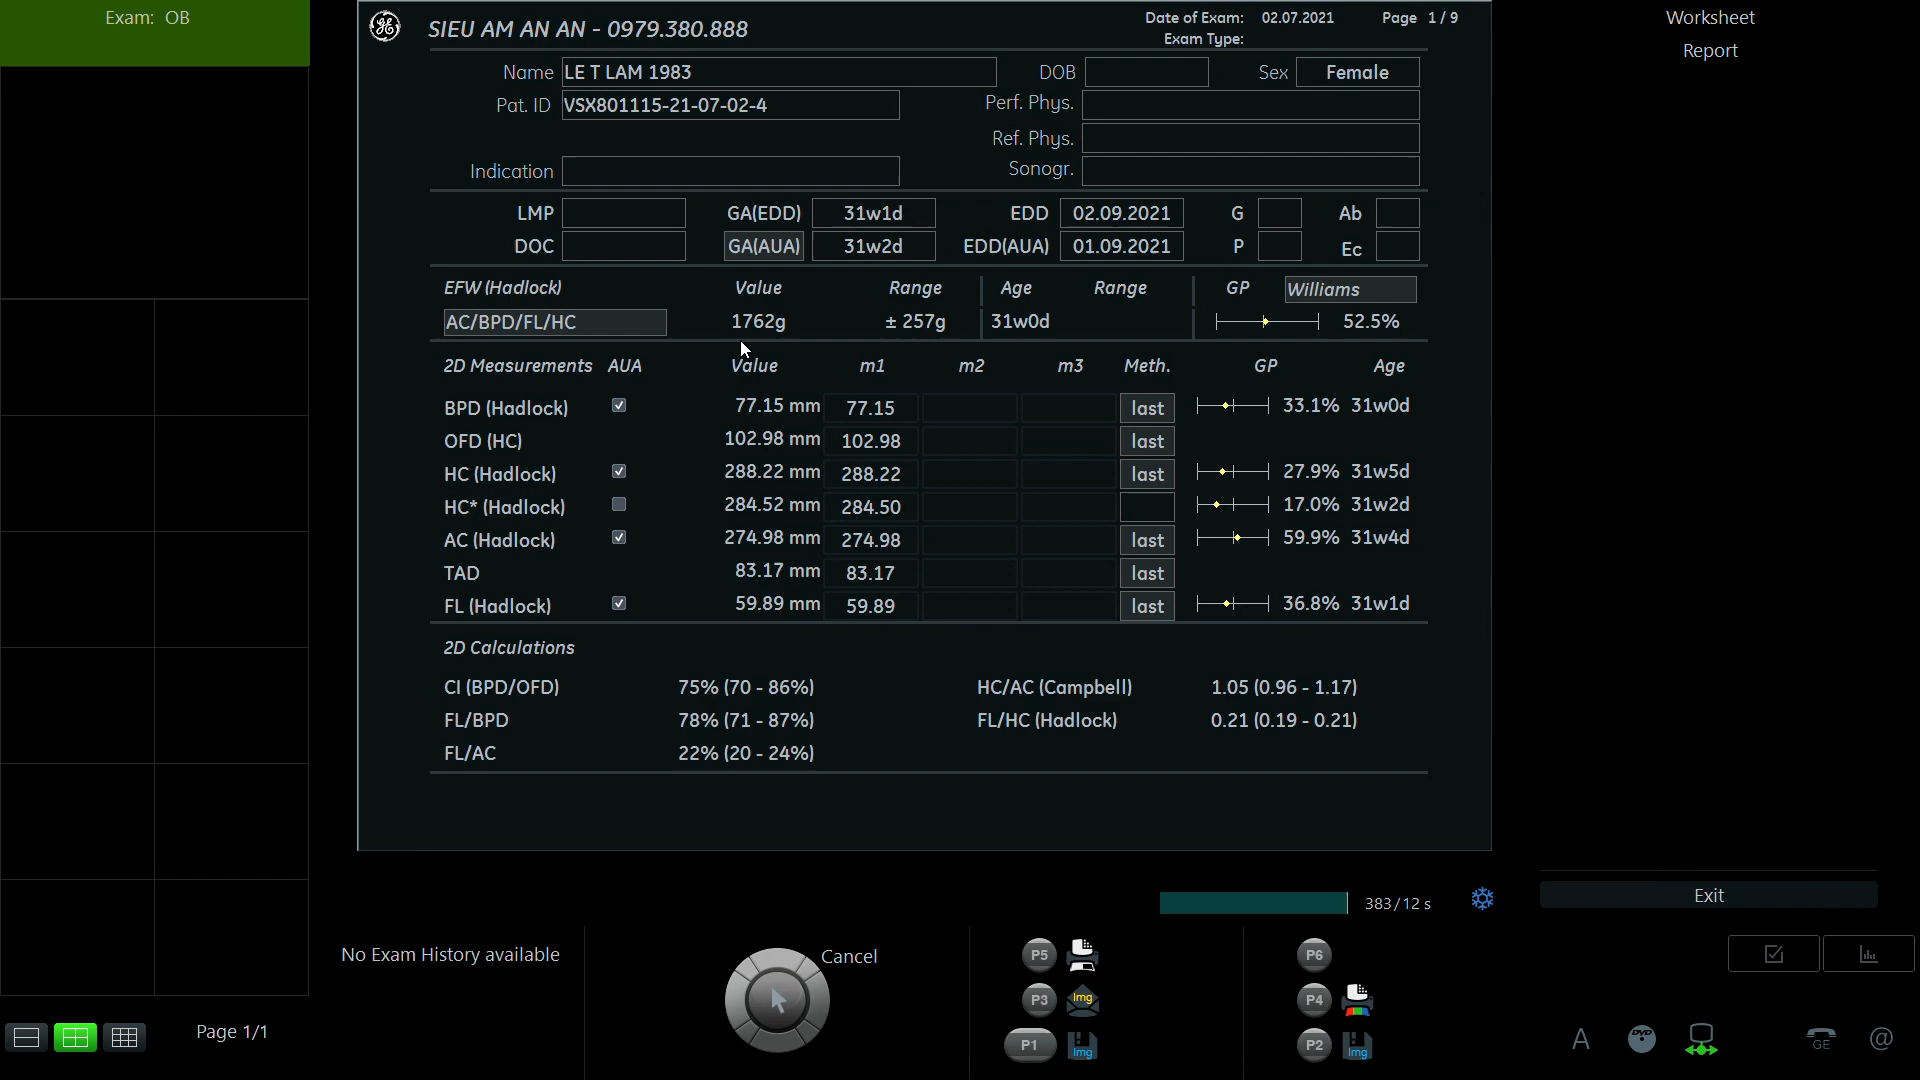 Exam: OB
SIEU AM AN AN - 0979.380.888
Date of Exam: 02.07.2021 Page 1 / 9
Exam Type:
Worksheet
Report
Name LE T LAM 1983 DOB Sex Female
Pat. ID VSX801115-21-07-02-4 Perf. Phys.
Ref. Phys.
Indication Sonogr.
LMP GA(EDD) 31w1d EDD 02.09.2021 G Ab
DOC GA(AUA) 31w2d EDD(AUA) 01.09.2021 P Ec
EFW (Hadlock) Value Range Age Range GP Williams
AC/BPD/FL/HC 1762g ± 257g 31w0d 52.5%
2D Measurements AUA Value m1 m2 m3 Meth. GP Age
BPD (Hadlock) 77.15 mm 77.15 last 33.1% 31w0d
OFD (HC) 102.98 mm 102.98 last
HC (Hadlock) 288.22 mm 288.22 last 27.9% 31w5d
HC* (Hadlock) 284.52 mm 284.50 17.0% 31w2d
AC (Hadlock) 274.98 mm 274.98 last 59.9% 31w4d
TAD 83.17 mm 83.17 last
FL (Hadlock) 59.89 mm 59.89 last 36.8% 31w1d
2D Calculations
CI (BPD/OFD) 75% (70 - 86%) HC/AC (Campbell) 1.05 (0.96 - 1.17)
FL/BPD 78% (71 - 87%) FL/HC (Hadlock) 0.21 (0.19 - 0.21)
FL/AC 22% (20 - 24%)
383/12 s
Exit
No Exam History available
Cancel
P5 P6
P3 Img P4
P1 Img P2 Img
Page 1/1
A DVD GE @